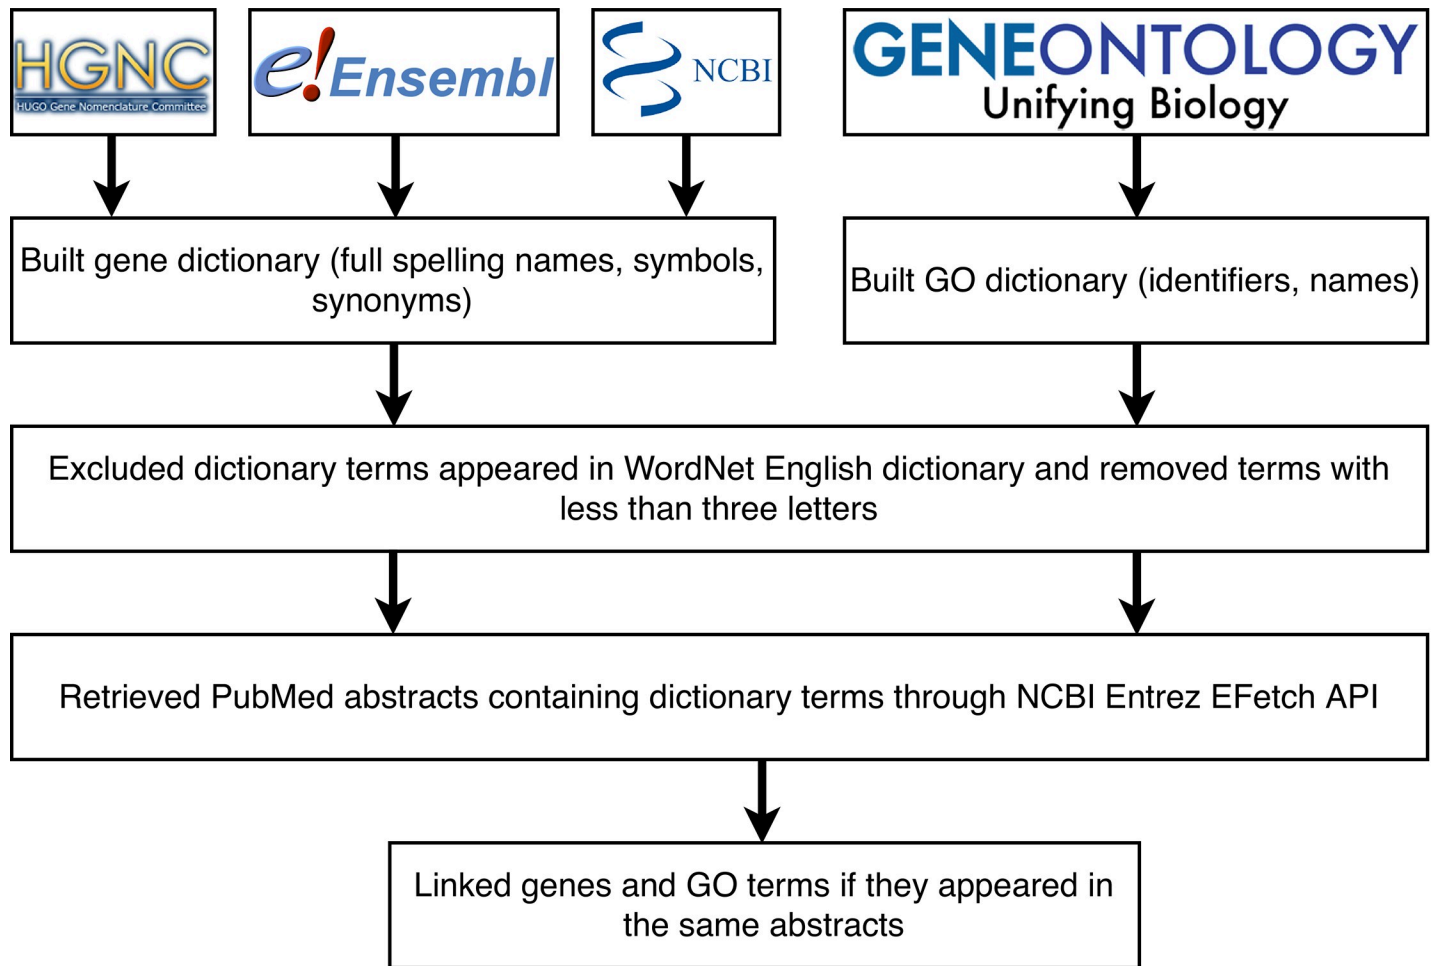 HGNC
HUGO Gene Nomenclature Committee
e!Ensembl
NCBI
GENEONTOLOGY
Unifying Biology
Built gene dictionary (full spelling names, symbols,
synonyms)
Built GO dictionary (identifiers, names)
Excluded dictionary terms appeared in WordNet English dictionary and removed terms with
less than three letters
Retrieved PubMed abstracts containing dictionary terms through NCBI Entrez EFetch API
Linked genes and GO terms if they appeared in
the same abstracts